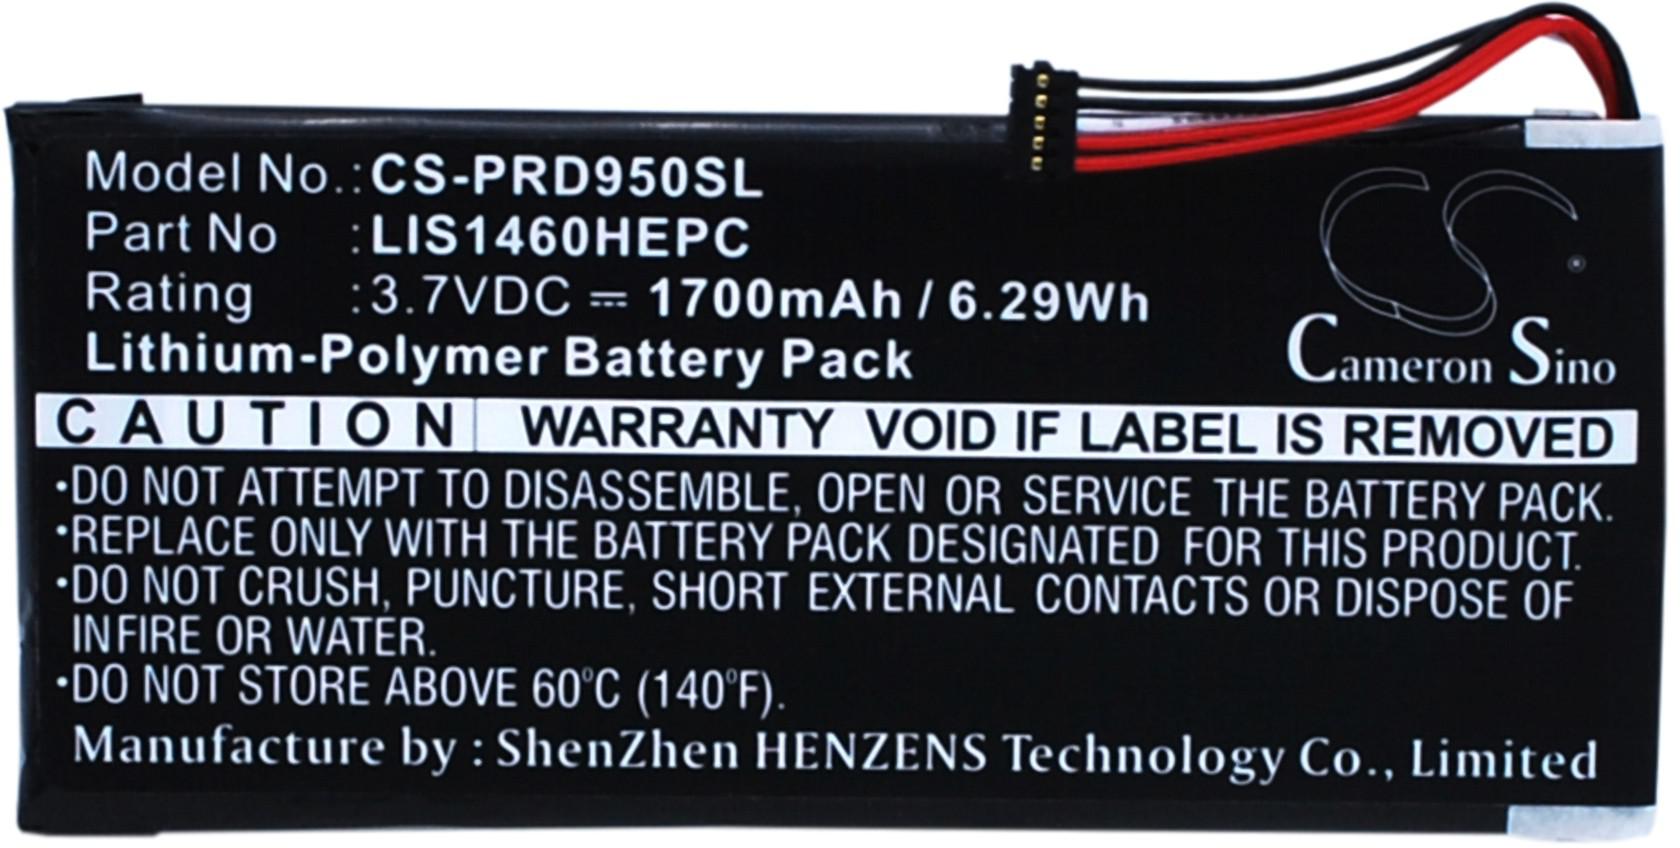 Model No.: CS-PRD950SL
Part No : LIS1460HEPC
Rating : 3.7VDC ⎓ 1700mAh / 6.29Wh
Lithium-Polymer Battery Pack
CS
Cameron Sino
CAUTION WARRANTY VOID IF LABEL IS REMOVED
·DO NOT ATTEMPT TO DISASSEMBLE, OPEN OR SERVICE THE BATTERY PACK.
·REPLACE ONLY WITH THE BATTERY PACK DESIGNATED FOR THIS PRODUCT.
·DO NOT CRUSH, PUNCTURE, SHORT EXTERNAL CONTACTS OR DISPOSE OF
IN FIRE OR WATER.
·DO NOT STORE ABOVE 60°C (140°F).
Manufacture by : ShenZhen HENZENS Technology Co., Limited